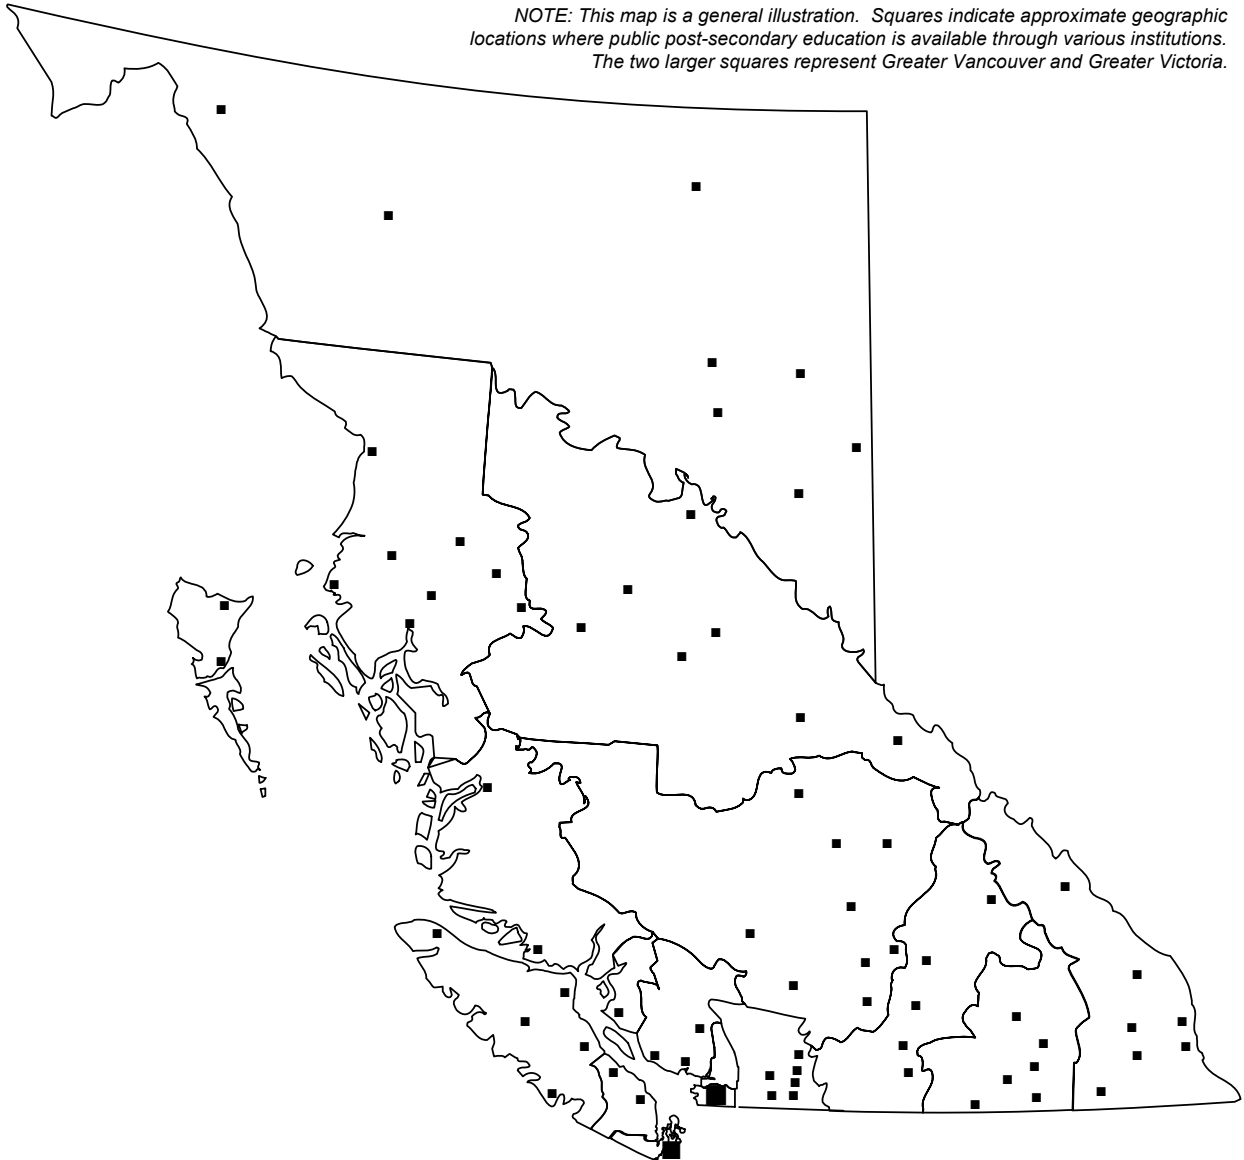 NOTE: This map is a general illustration. Squares indicate approximate geographic
locations where public post-secondary education is available through various institutions.
The two larger squares represent Greater Vancouver and Greater Victoria.